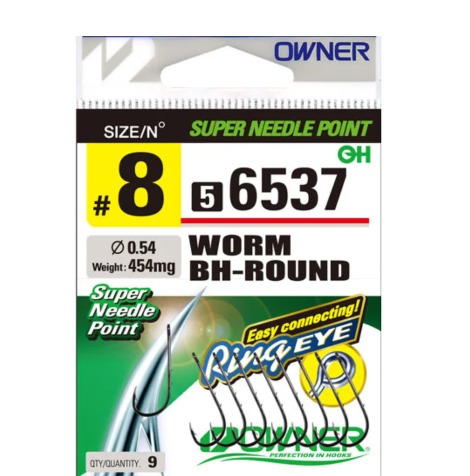 OWNER
SIZE/N°
SUPER NEEDLE POINT
OH
#8
5 6537
Ø 0.54
Weight: 454mg
WORM
BH-ROUND
Super
Needle
Point
Easy connecting!
Ring EYE
OWNER
PERFECTION IN HOOKS
QTY/QUANTITY. 9